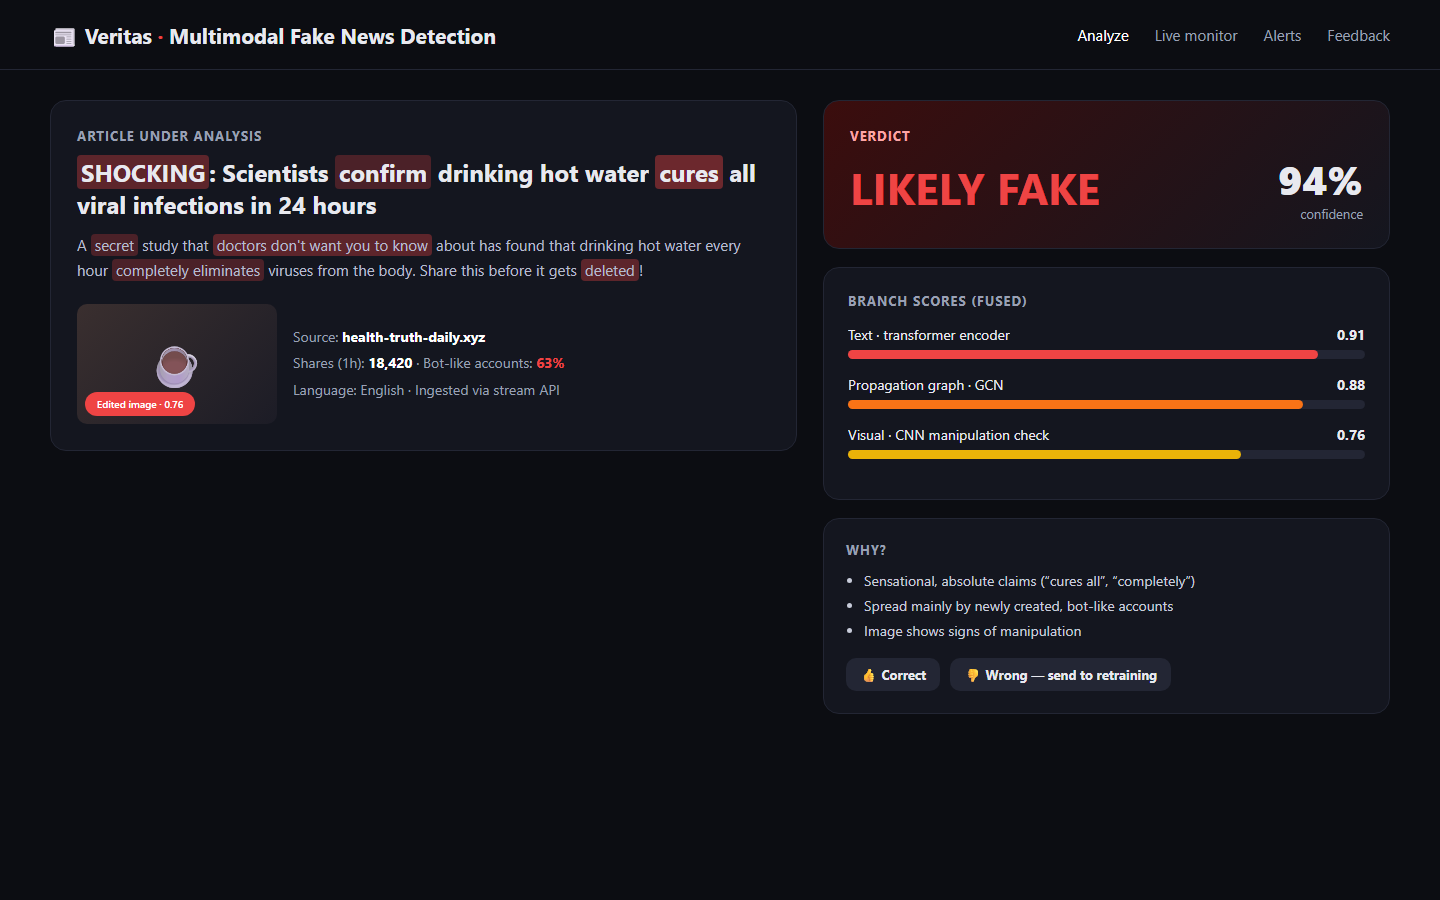 Veritas · Multimodal Fake News Detection
Analyze
Live monitor
Alerts
Feedback
ARTICLE UNDER ANALYSIS
SHOCKING: Scientists confirm drinking hot water cures all
viral infections in 24 hours
A secret study that doctors don't want you to know about has found that drinking hot water every
hour completely eliminates viruses from the body. Share this before it gets deleted!
Edited image · 0.76
Source: health-truth-daily.xyz
Shares (1h): 18,420 · Bot-like accounts: 63%
Language: English · Ingested via stream API
VERDICT
LIKELY FAKE
94%
confidence
BRANCH SCORES (FUSED)
Text · transformer encoder 0.91
Propagation graph · GCN 0.88
Visual · CNN manipulation check 0.76
WHY?
• Sensational, absolute claims (“cures all”, “completely”)
• Spread mainly by newly created, bot-like accounts
• Image shows signs of manipulation
👍 Correct
👎 Wrong — send to retraining